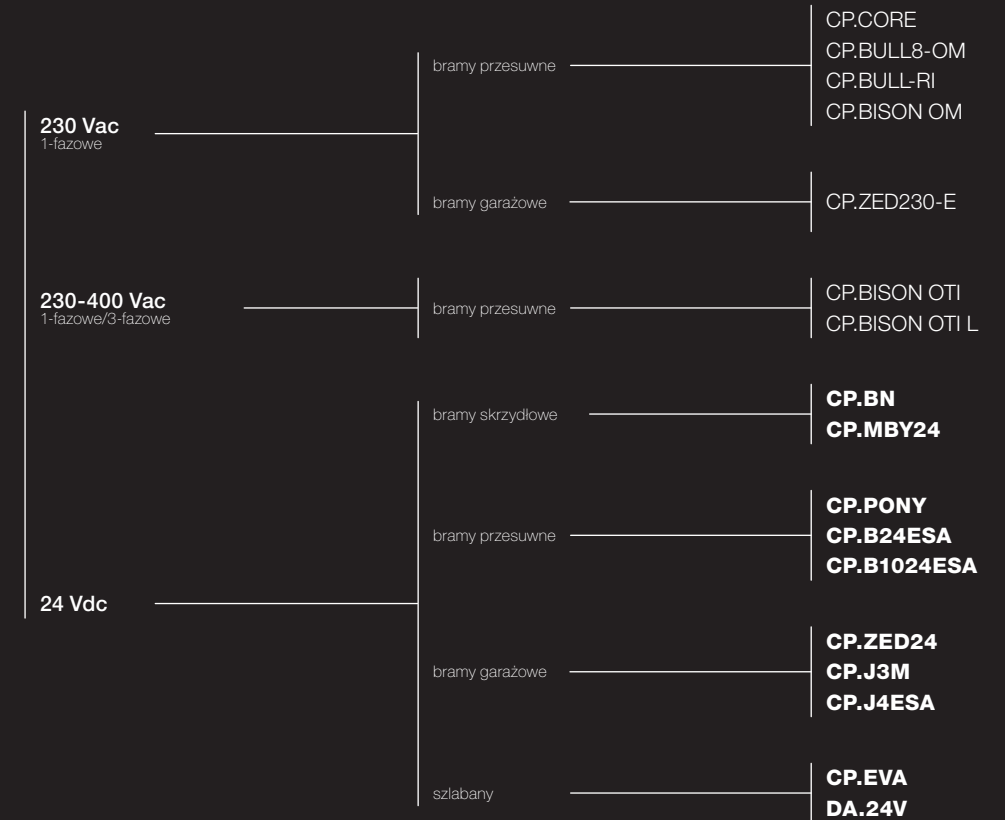 230 Vac
1-fazowe
bramy przesuwne
CP.CORE
CP.BULL8-OM
CP.BULL-RI
CP.BISON OM
bramy garażowe
CP.ZED230-E
230-400 Vac
1-fazowe/3-fazowe
bramy przesuwne
CP.BISON OTI
CP.BISON OTI L
24 Vdc
bramy skrzydłowe
CP.BN
CP.MBY24
bramy przesuwne
CP.PONY
CP.B24ESA
CP.B1024ESA
bramy garażowe
CP.ZED24
CP.J3M
CP.J4ESA
szlabany
CP.EVA
DA.24V